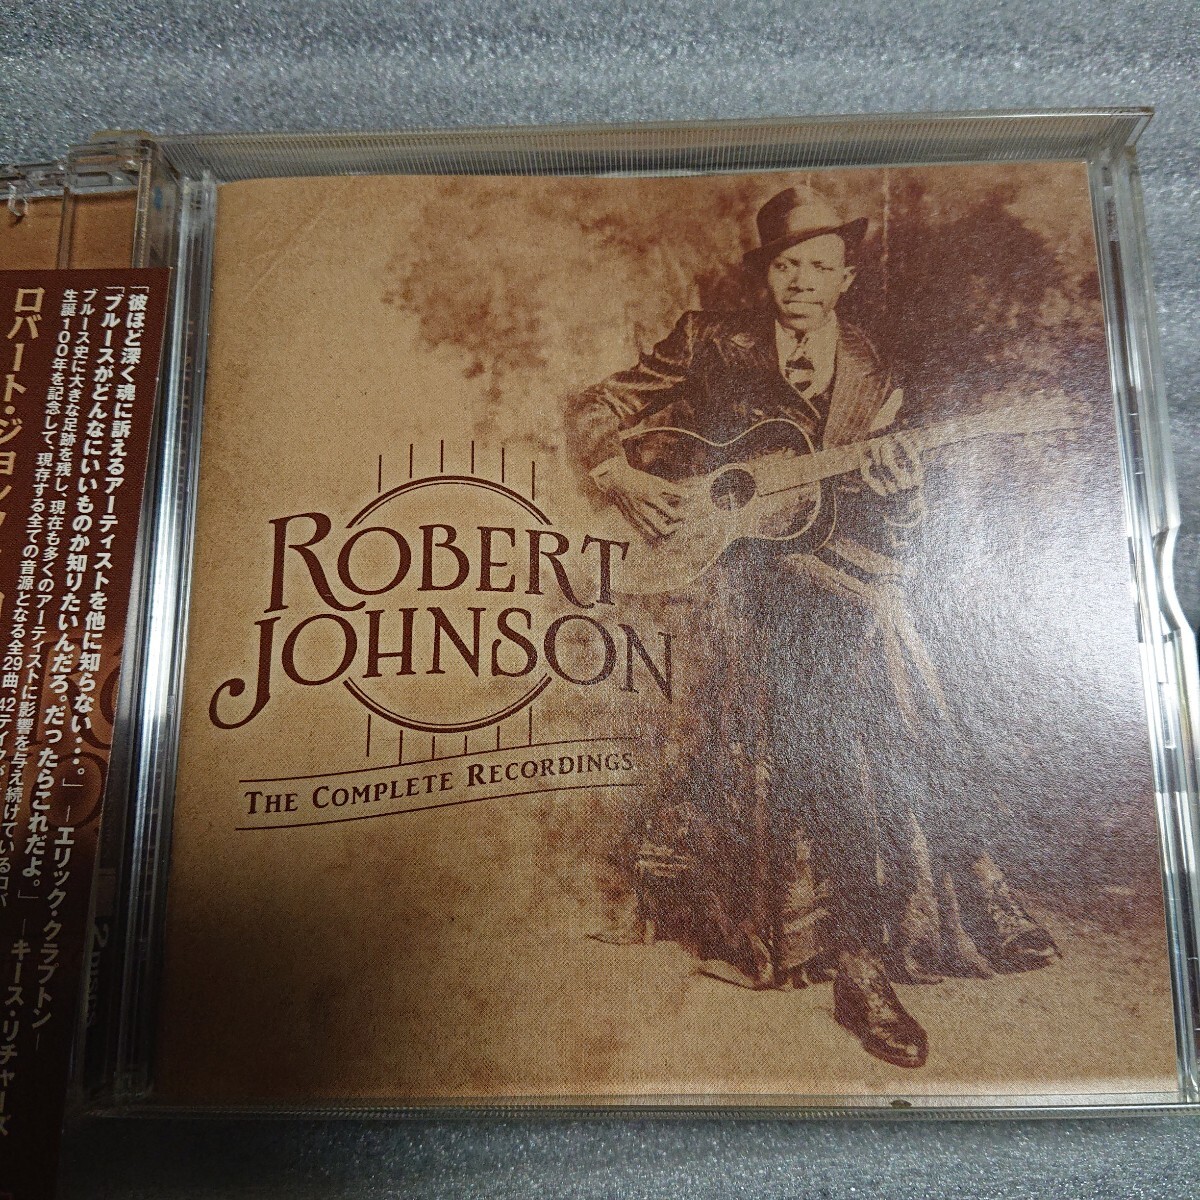 ROBERT
JOHNSON
THE COMPLETE RECORDINGS
「彼ほど深く魂に訴えるアーティストを他に知らない・・・。」 ―エリック・クラプトン―
「ブルースがどんなにいいものか知りたいんだろ。だったらこれだよ。」 ―キース・リチャーズ
ブルース史に大きな足跡を残し、現在も多くのアーティストに影響を与え続けているロバ
生誕100年を記念して、現存する全ての音源となる全29曲、42テイク
ロバート・ジョン